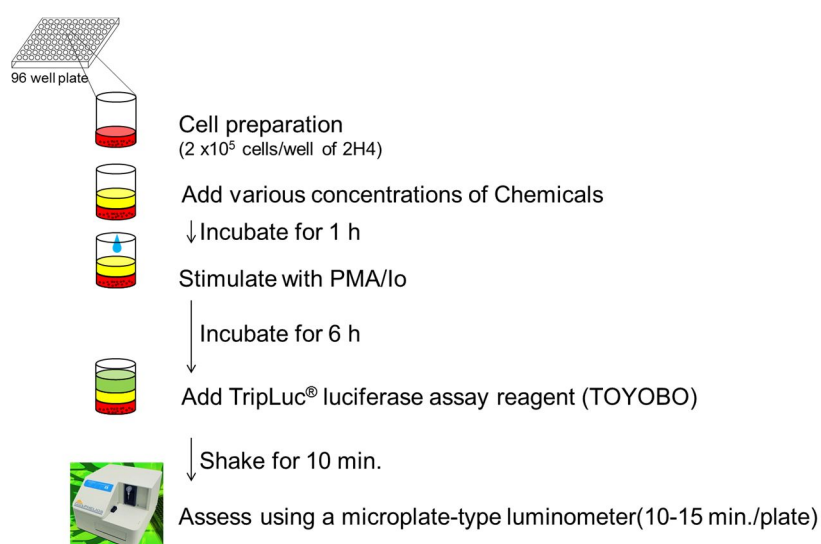 96 well plate
Cell preparation
(2 x10⁵ cells/well of 2H4)
Add various concentrations of Chemicals
↓Incubate for 1 h
Stimulate with PMA/Io
Incubate for 6 h
Add TripLuc® luciferase assay reagent (TOYOBO)
Shake for 10 min.
Assess using a microplate-type luminometer(10-15 min./plate)